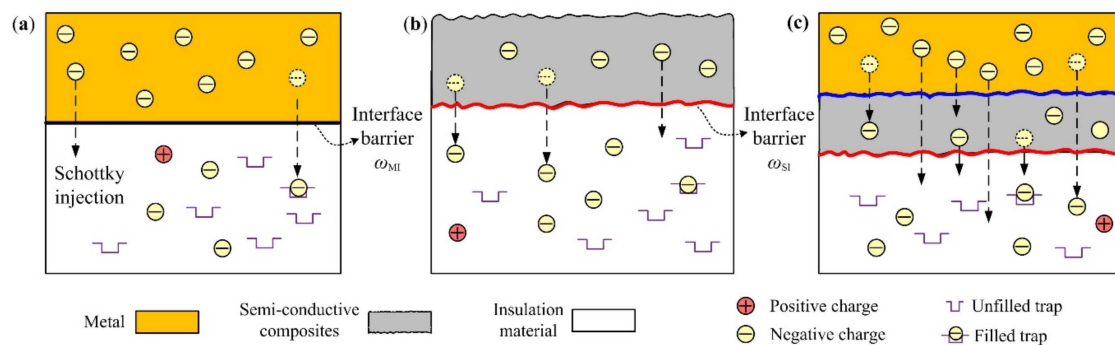 (a)
(b)
(c)
Interface
barrier
ωMI
Interface
barrier
ωSI
Schottky
injection
Metal
Semi-conductive
composites
Insulation
material
Positive charge
Negative charge
Unfilled trap
Filled trap